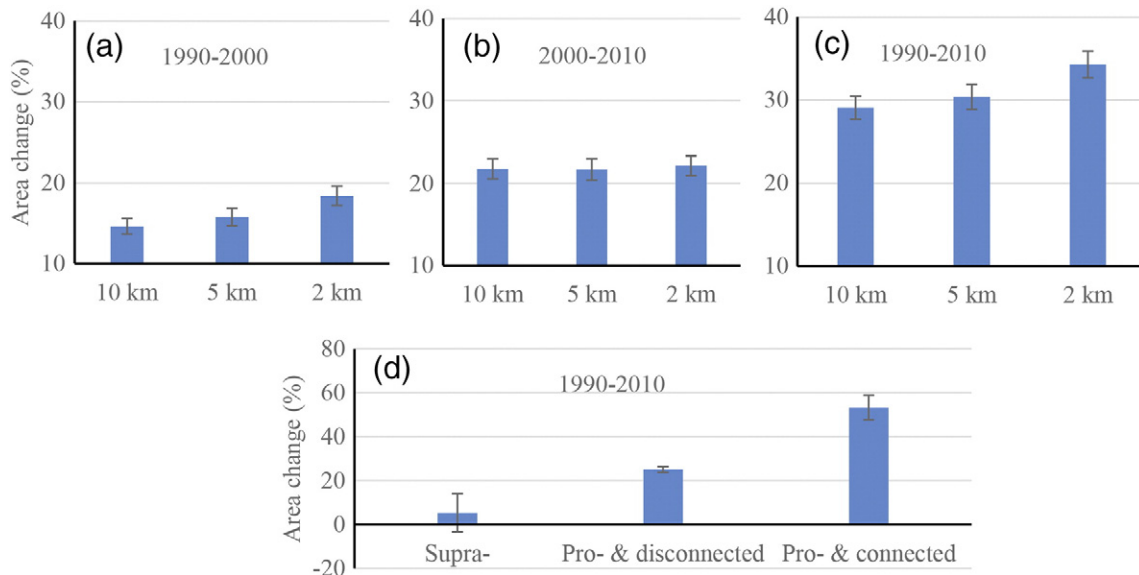 40
(a)
1990-2000
30
20
10
Area change (%)
10 km
5 km
2 km
40
(b)
2000-2010
30
20
10
10 km
5 km
2 km
40
(c)
1990-2010
30
20
10
10 km
5 km
2 km
80
(d)
1990-2010
60
40
20
0
-20
Area change (%)
Supra-
Pro- & disconnected
Pro- & connected